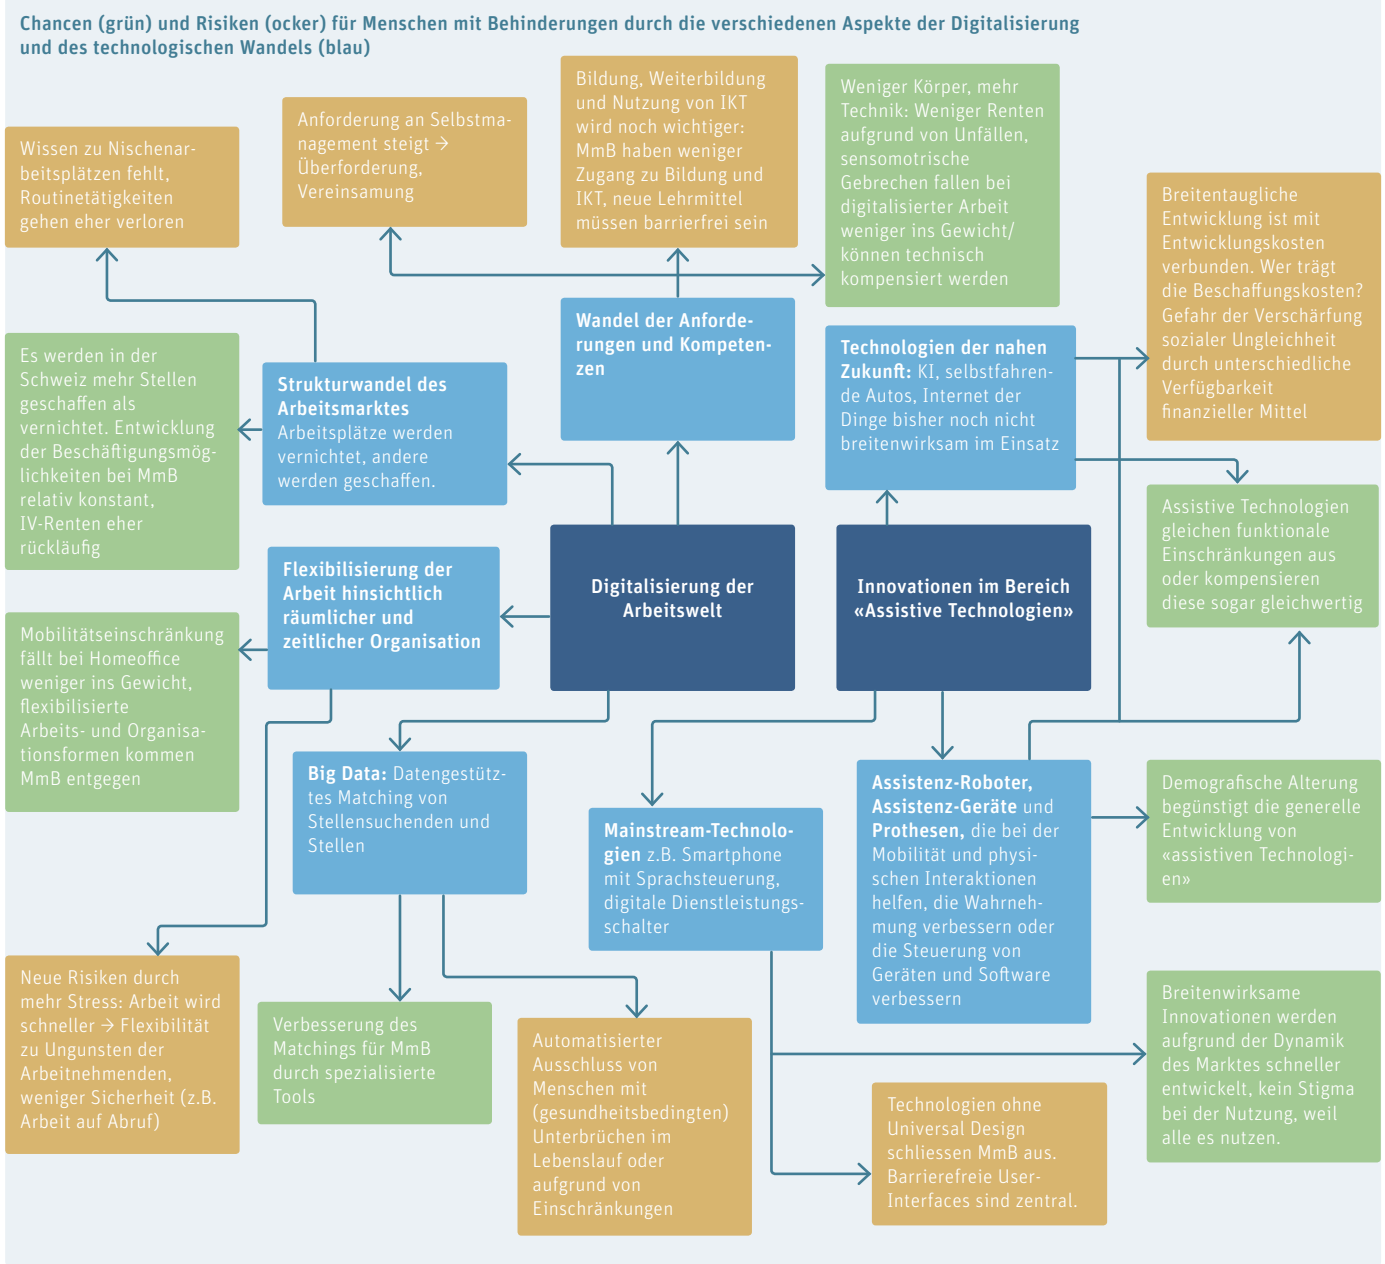 Chancen (grün) und Risiken (ocker) für Menschen mit Behinderungen durch die verschiedenen Aspekte der Digitalisierung
und des technologischen Wandels (blau)
Wissen zu Nischenar-
beitsplätzen fehlt,
Routinetätigkeiten
gehen eher verloren
Anforderung an Selbstma-
nagement steigt →
Überforderung,
Vereinsamung
Bildung, Weiterbildung
und Nutzung von IKT
wird noch wichtiger:
MmB haben weniger
Zugang zu Bildung und
IKT, neue Lehrmittel
müssen barrierfrei sein
Weniger Körper, mehr
Technik: Weniger Renten
aufgrund von Unfällen,
sensomotrische
Gebrechen fallen bei
digitalisierter Arbeit
weniger ins Gewicht/
können technisch
kompensiert werden
Breitentaugliche
Entwicklung ist mit
Entwicklungskosten
verbunden. Wer trägt
die Beschaffungskosten?
Gefahr der Verschärfung
sozialer Ungleichheit
durch unterschiedliche
Verfügbarkeit
finanzieller Mittel
Es werden in der
Schweiz mehr Stellen
geschaffen als
vernichtet. Entwicklung
der Beschäftigungsmög-
lichkeiten bei MmB
relativ konstant,
IV-Renten eher
rückläufig
Strukturwandel des
Arbeitsmarktes
Arbeitsplätze werden
vernichtet, andere
werden geschaffen.
Wandel der Anforde-
rungen und Kompeten-
zen
Technologien der nahen
Zukunft: KI, selbstfahren-
de Autos, Internet der
Dinge bisher noch nicht
breitenwirksam im Einsatz
Assistive Technologien
gleichen funktionale
Einschränkungen aus
oder kompensieren
diese sogar gleichwertig
Flexibilisierung der
Arbeit hinsichtlich
räumlicher und
zeitlicher Organisation
Digitalisierung der
Arbeitswelt
Innovationen im Bereich
«Assistive Technologien»
Mobilitätseinschränkung
fällt bei Homeoffice
weniger ins Gewicht,
flexibilisierte
Arbeits- und Organisa-
tionsformen kommen
MmB entgegen
Big Data: Datengestütz-
tes Matching von
Stellensuchenden und
Stellen
Mainstream-Technolo-
gien z.B. Smartphone
mit Sprachsteuerung,
digitale Dienstleistungs-
schalter
Assistenz-Roboter,
Assistenz-Geräte und
Prothesen, die bei der
Mobilität und physi-
schen Interaktionen
helfen, die Wahrneh-
mung verbessern oder
die Steuerung von
Geräten und Software
verbessern
Demografische Alterung
begünstigt die generelle
Entwicklung von
«assistiven Technologi-
en»
Neue Risiken durch
mehr Stress: Arbeit wird
schneller → Flexibilität
zu Ungunsten der
Arbeitnehmenden,
weniger Sicherheit (z.B.
Arbeit auf Abruf)
Verbesserung des
Matchings für MmB
durch spezialisierte
Tools
Automatisierter
Ausschluss von
Menschen mit
(gesundheitsbedingten)
Unterbrüchen im
Lebenslauf oder
aufgrund von
Einschränkungen
Technologien ohne
Universal Design
schliessen MmB aus.
Barrierefreie User-
Interfaces sind zentral.
Breitenwirksame
Innovationen werden
aufgrund der Dynamik
des Marktes schneller
entwickelt, kein Stigma
bei der Nutzung, weil
alle es nutzen.